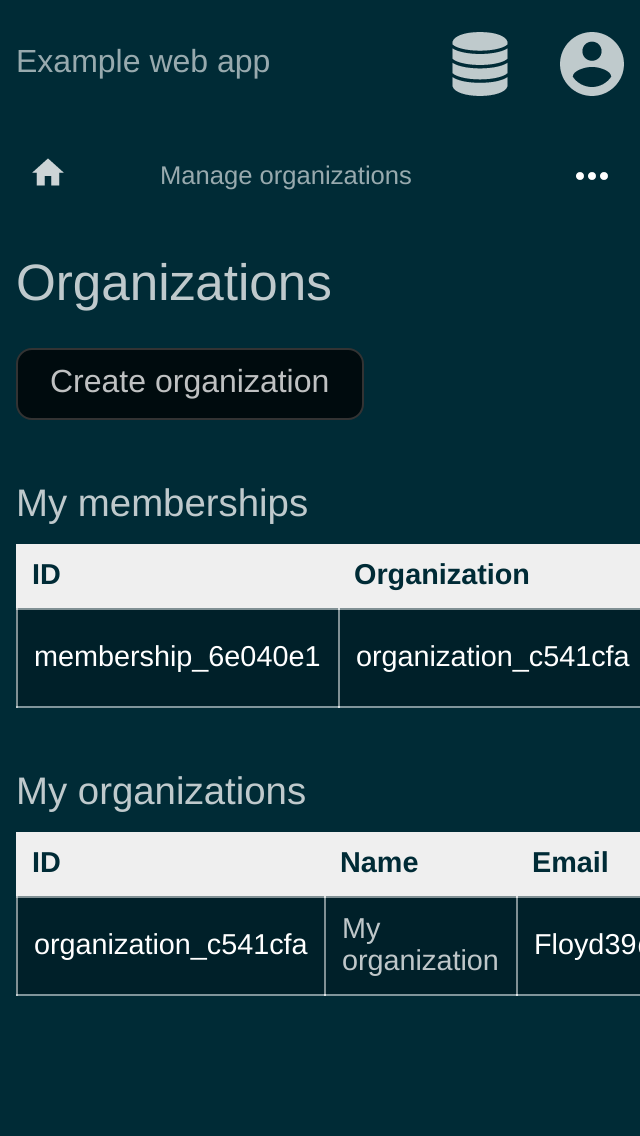 Example web app
Manage organizations
Organizations
Create organization
My memberships
ID Organization
membership_6e040e1 organization_c541cfa
My organizations
ID Name Email
organization_c541cfa My organization Floyd39